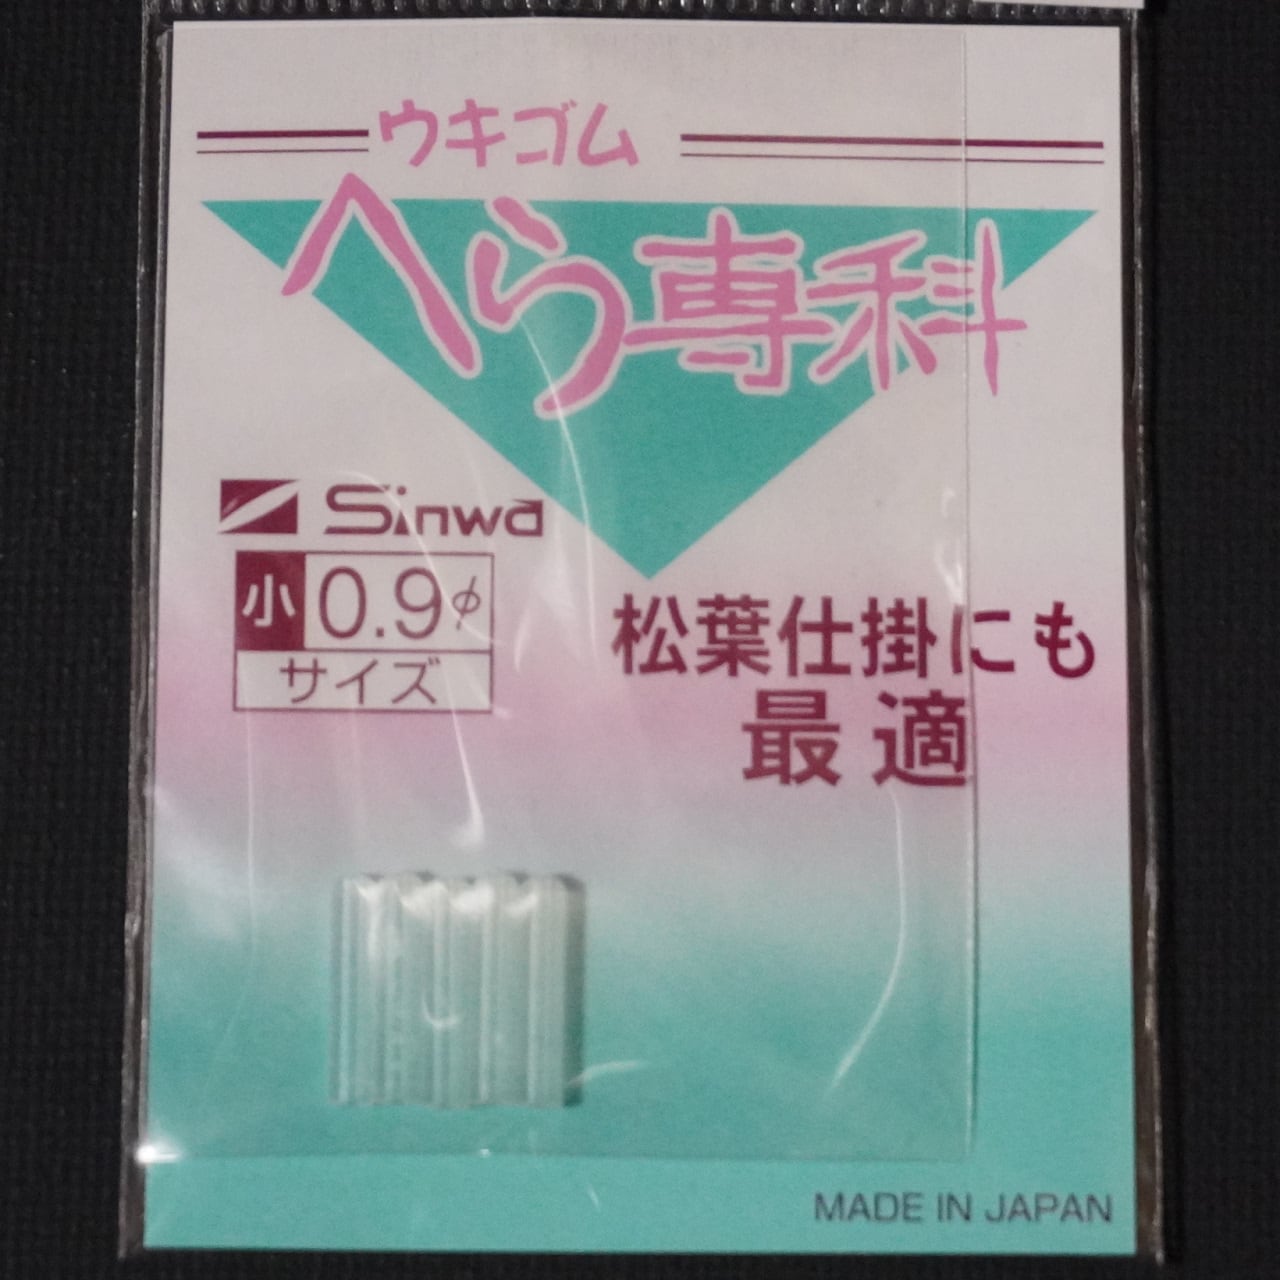 ウキゴム
へら専科
Sinwa
小 0.9φ
サイズ
松葉仕掛にも
最適
MADE IN JAPAN